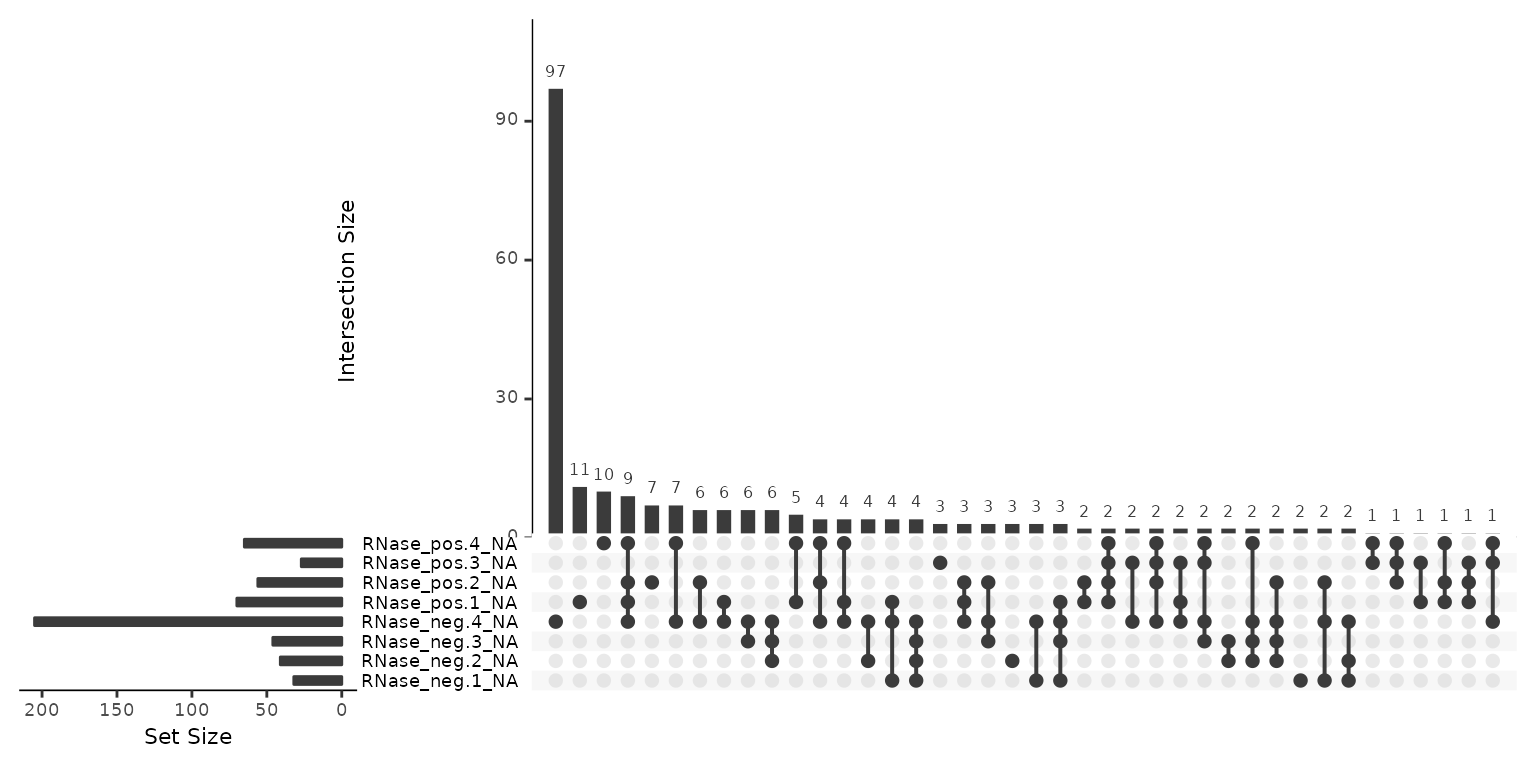 97
90
60
Intersection Size
30
11 10 9 7 7 6 6 6 6 5 4 4 4 4 4 3 3 3 3 3 3 2 2 2 2 2 2 2 2 2 2 2 2 1 1 1 1 1 1
0
RNase_pos.4_NA
RNase_pos.3_NA
RNase_pos.2_NA
RNase_pos.1_NA
RNase_neg.4_NA
RNase_neg.3_NA
RNase_neg.2_NA
RNase_neg.1_NA
200 150 100 50 0
Set Size